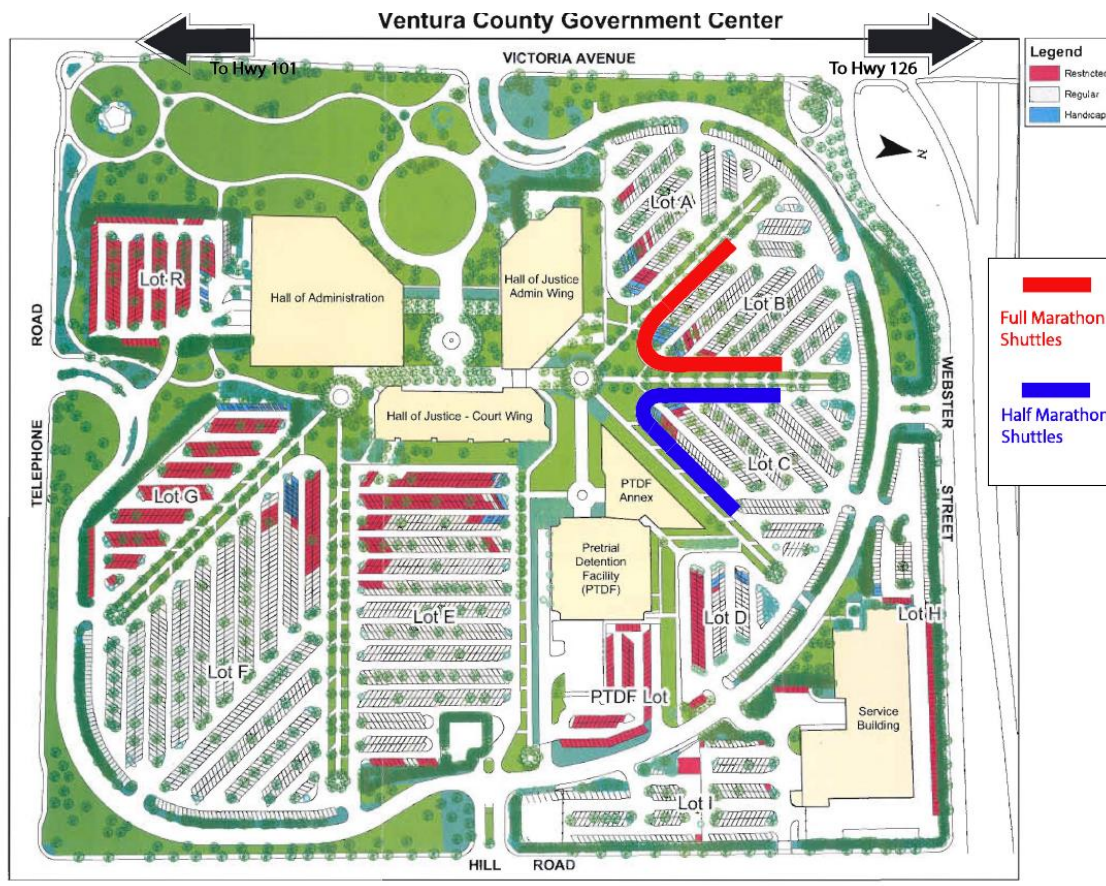 Ventura County Government Center
To Hwy 101
VICTORIA AVENUE
To Hwy 126
Legend
Restricted
Regular
Handicap
N
Lot A
Lot R
Hall of Administration
Hall of Justice
Admin Wing
Lot B
Full Marathon
Shuttles
ROAD
TELEPHONE
WEBSTER
STREET
Hall of Justice - Court Wing
Half Marathon
Shuttles
Lot C
PTDF
Annex
Lot G
Pretrial
Detention
Facility
(PTDF)
Lot E
Lot D
Lot H
Lot F
PTDF Lot
Service
Building
Lot I
HILL ROAD